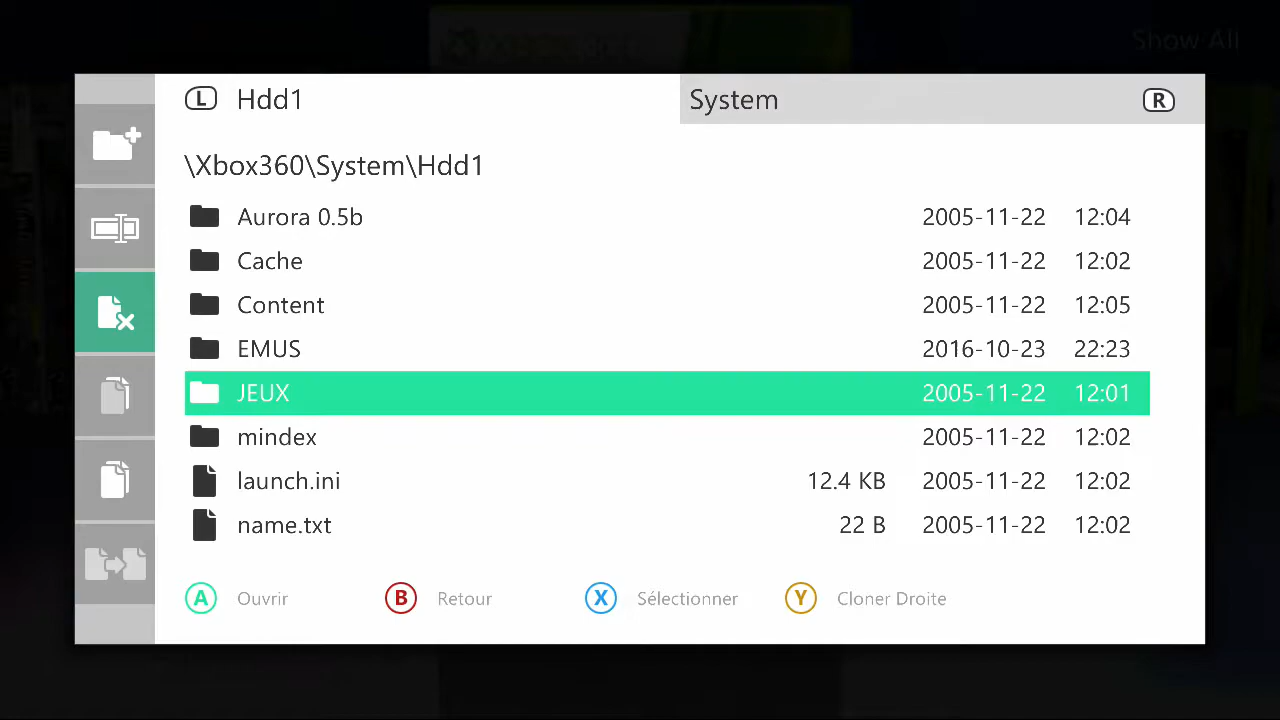 Show All
L Hdd1 System R
\Xbox360\System\Hdd1
Aurora 0.5b 2005-11-22 12:04
Cache 2005-11-22 12:02
Content 2005-11-22 12:05
EMUS 2016-10-23 22:23
JEUX 2005-11-22 12:01
mindex 2005-11-22 12:02
launch.ini 12.4 KB 2005-11-22 12:02
name.txt 22 B 2005-11-22 12:02
A Ouvrir B Retour X Sélectionner Y Cloner Droite